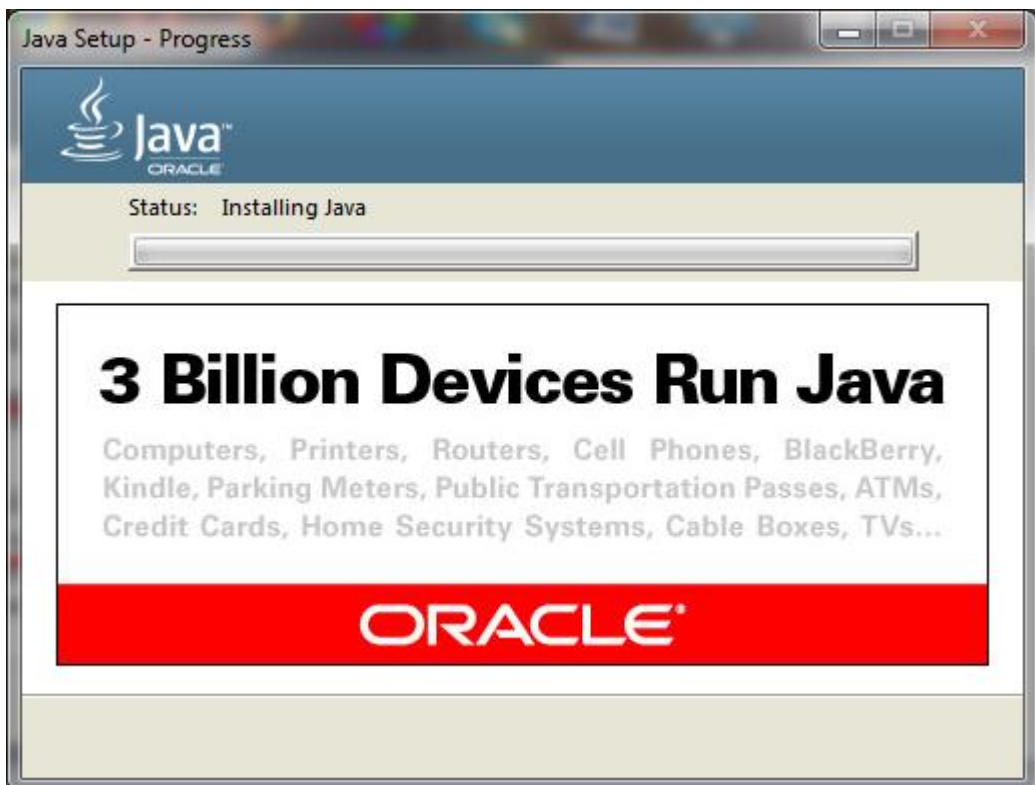 Java Setup - Progress
Java™
ORACLE
Status: Installing Java
3 Billion Devices Run Java
Computers, Printers, Routers, Cell Phones, BlackBerry,
Kindle, Parking Meters, Public Transportation Passes, ATMs,
Credit Cards, Home Security Systems, Cable Boxes, TVs...
ORACLE®